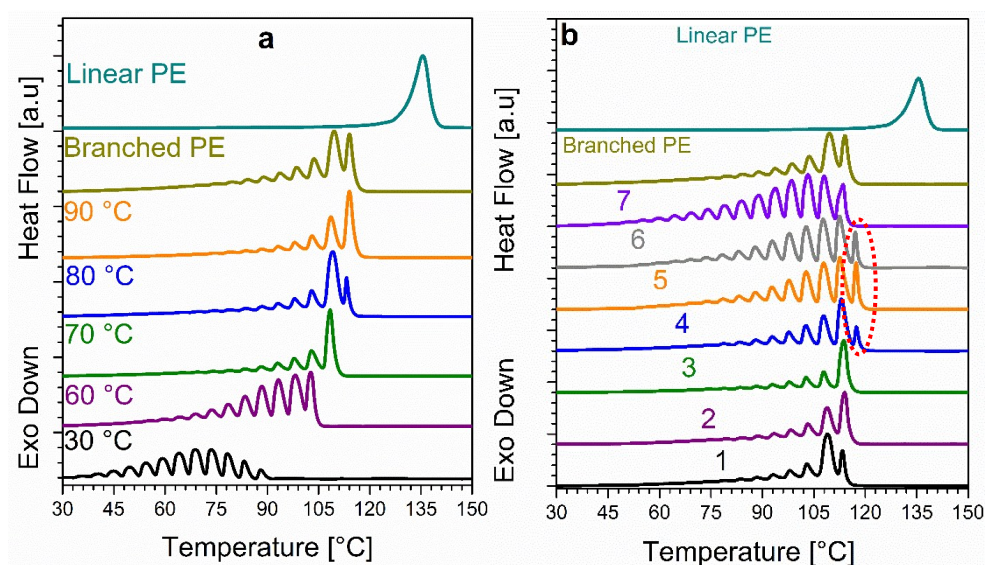 a
Linear PE
Branched PE
90 °C
80 °C
70 °C
60 °C
30 °C
Exo Down
Heat Flow [a.u]
30 45 60 75 90 105 120 135 150
Temperature [°C]
b
Linear PE
Branched PE
7
6
5
4
3
2
1
Exo Down
Heat Flow [a.u]
30 45 60 75 90 105 120 135 150
Temperature [°C]